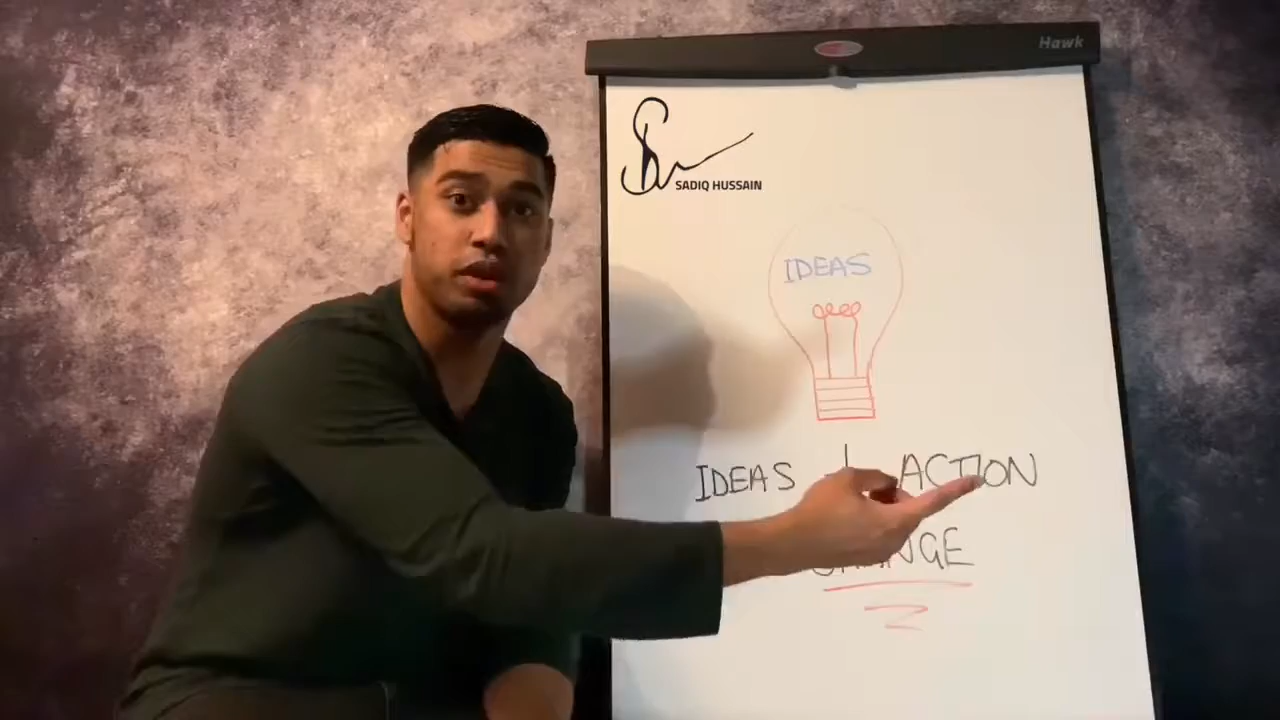 Hawk
SADIQ HUSSAIN
IDEAS
IDEAS + ACTION
CHANGE